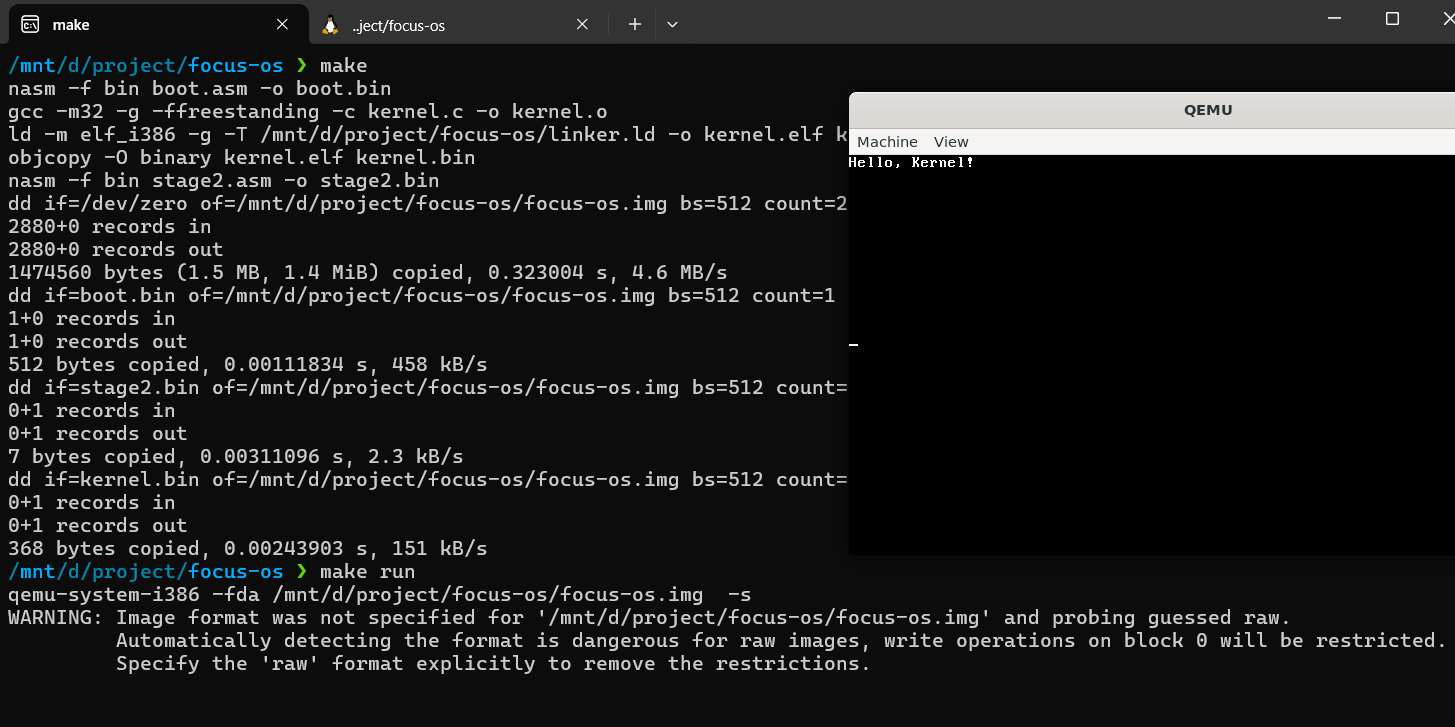 make
..ject/focus-os
/mnt/d/project/focus-os ❯ make
nasm -f bin boot.asm -o boot.bin
gcc -m32 -g -ffreestanding -c kernel.c -o kernel.o
ld -m elf_i386 -g -T /mnt/d/project/focus-os/linker.ld -o kernel.elf k
objcopy -O binary kernel.elf kernel.bin
nasm -f bin stage2.asm -o stage2.bin
dd if=/dev/zero of=/mnt/d/project/focus-os/focus-os.img bs=512 count=2
2880+0 records in
2880+0 records out
1474560 bytes (1.5 MB, 1.4 MiB) copied, 0.323004 s, 4.6 MB/s
dd if=boot.bin of=/mnt/d/project/focus-os/focus-os.img bs=512 count=1
1+0 records in
1+0 records out
512 bytes copied, 0.00111834 s, 458 kB/s
dd if=stage2.bin of=/mnt/d/project/focus-os/focus-os.img bs=512 count=
0+1 records in
0+1 records out
7 bytes copied, 0.00311096 s, 2.3 kB/s
dd if=kernel.bin of=/mnt/d/project/focus-os/focus-os.img bs=512 count=
0+1 records in
0+1 records out
368 bytes copied, 0.00243903 s, 151 kB/s
/mnt/d/project/focus-os ❯ make run
qemu-system-i386 -fda /mnt/d/project/focus-os/focus-os.img  -s
WARNING: Image format was not specified for '/mnt/d/project/focus-os/focus-os.img' and probing guessed raw.
Automatically detecting the format is dangerous for raw images, write operations on block 0 will be restricted.
Specify the 'raw' format explicitly to remove the restrictions.
QEMU
Machine View
Hello, Kernel!
_